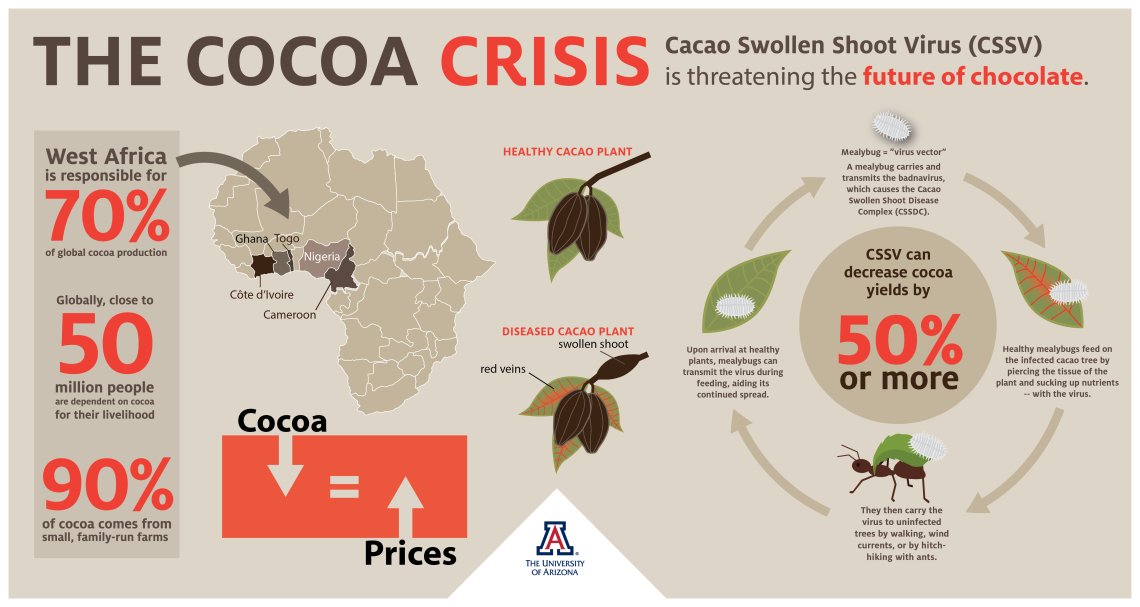 THE COCOA CRISIS
Cacao Swollen Shoot Virus (CSSV)
is threatening the future of chocolate.
West Africa
is responsible for
70%
of global cocoa production
Globally, close to
50
million people
are dependent on cocoa
for their livelihood
90%
of cocoa comes from
small, family-run farms
Ghana
Togo
Nigeria
Côte d'Ivoire
Cameroon
Cocoa
=
Prices
HEALTHY CACAO PLANT
DISEASED CACAO PLANT
swollen shoot
red veins
A
THE UNIVERSITY
OF ARIZONA
®
Mealybug = "virus vector"
A mealybug carries and
transmits the badnavirus,
which causes the Cacao
Swollen Shoot Disease
Complex (CSSDC).
CSSV can
decrease cocoa
yields by
50%
or more
Healthy mealybugs feed on
the infected cacao tree by
piercing the tissue of the
plant and sucking up nutrients
-- with the virus.
They then carry the
virus to uninfected
trees by walking, wind
currents, or by hitch-
hiking with ants.
Upon arrival at healthy
plants, mealybugs can
transmit the virus during
feeding, aiding its
continued spread.